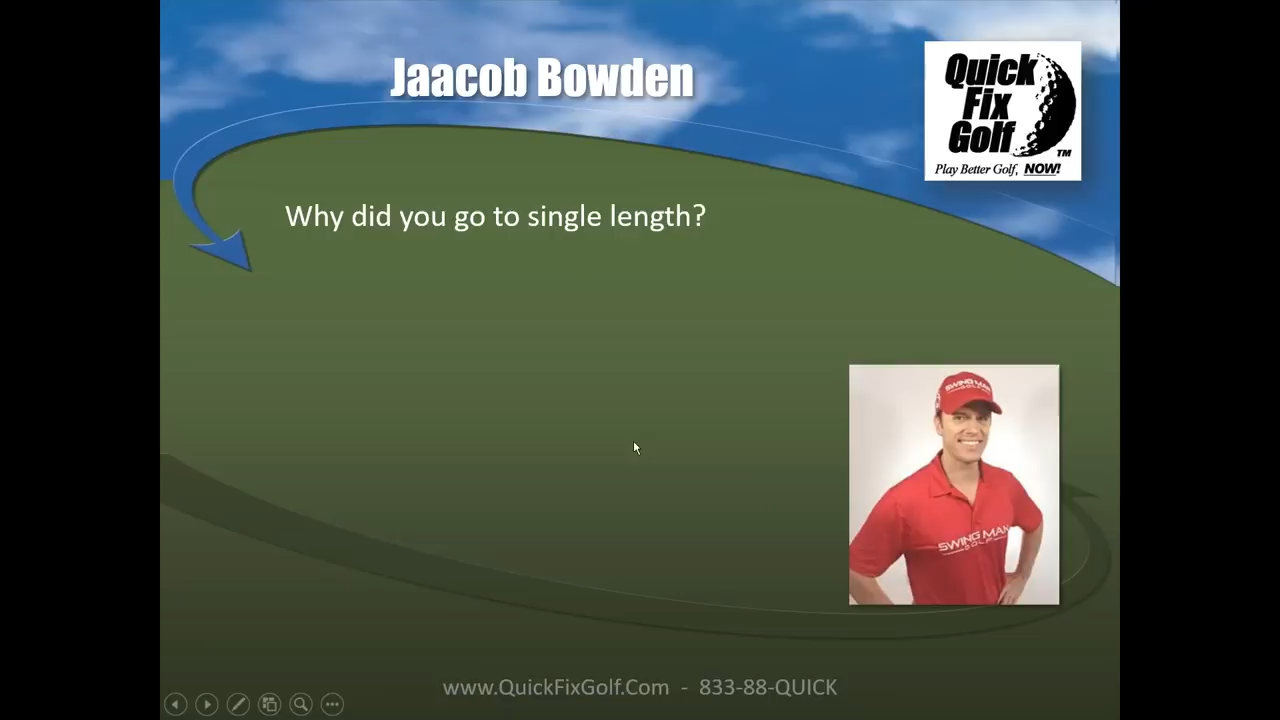 Jaacob Bowden
Quick
Fix
Golf
TM
Play Better Golf, NOW!
Why did you go to single length?
SWING MAN
GOLF
SWING MAN
GOLF
www.QuickFixGolf.Com - 833-88-QUICK